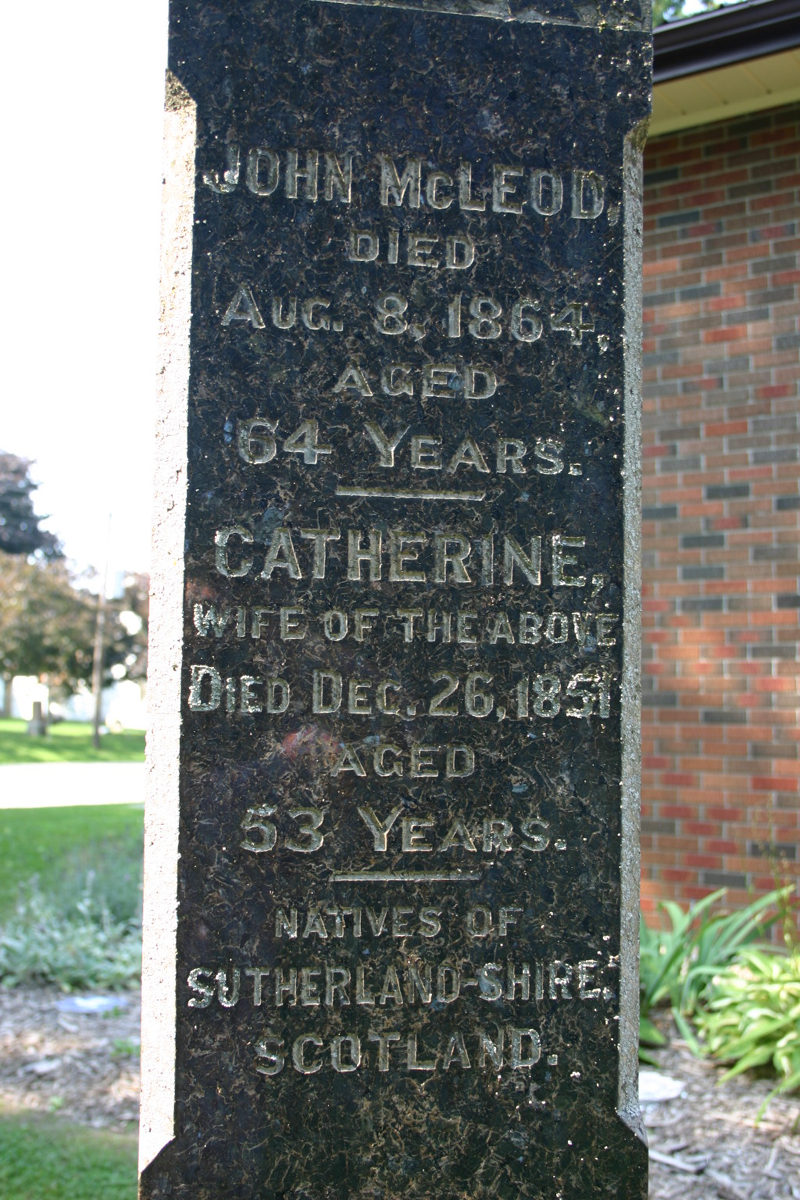 JOHN McLEOD,
DIED
AUG. 8, 1864,
AGED
64 YEARS.
CATHERINE,
WIFE OF THE ABOVE
DIED DEC. 26, 1851
AGED
53 YEARS.
NATIVES OF
SUTHERLAND-SHIRE.
SCOTLAND.